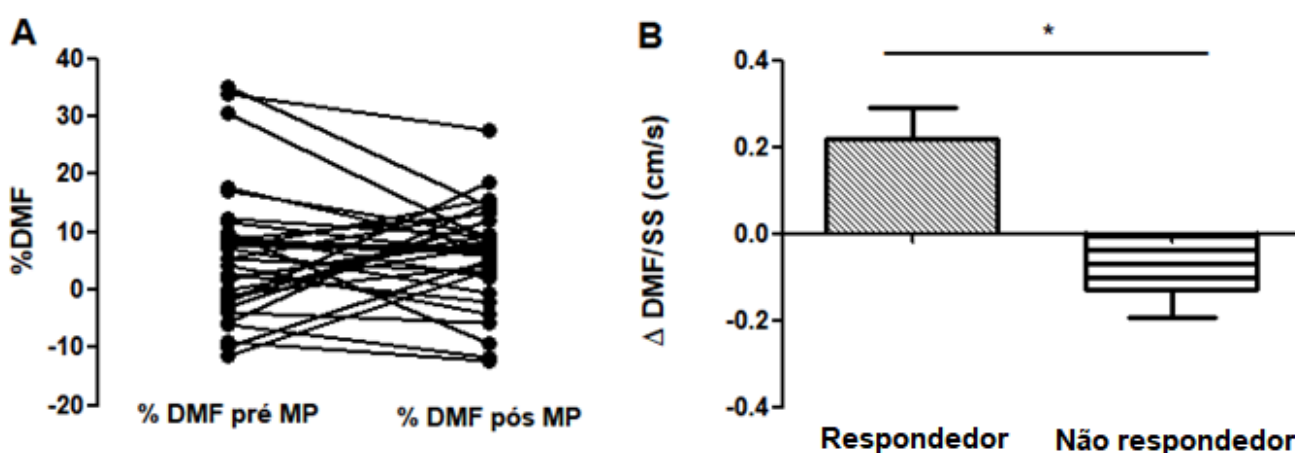 A
%DMF
40
30
20
10
0
-10
-20
% DMF pré MP
% DMF pós MP
B
*
Δ DMF/SS (cm/s)
0.4
0.2
0.0
-0.2
-0.4
Respondedor
Não respondedor